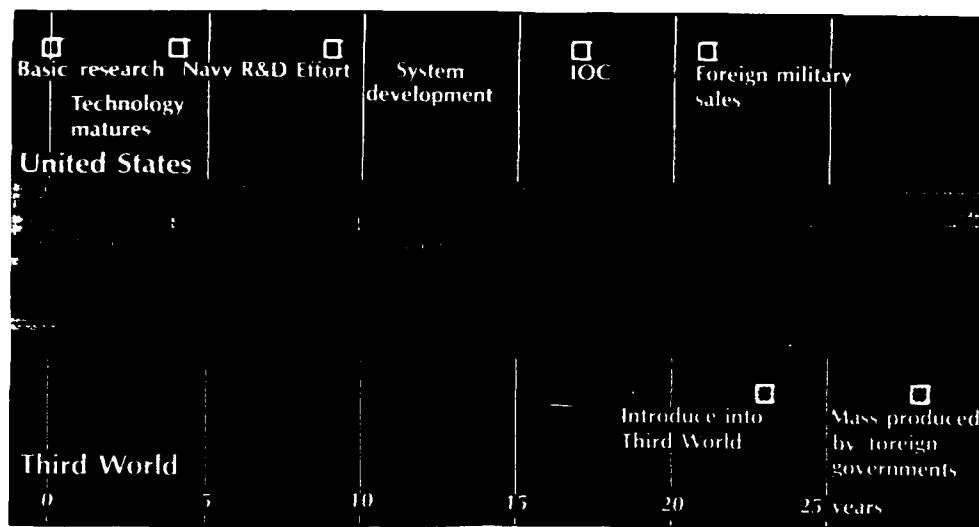 Basic research Navy R&D Effort System development IOC Foreign military sales
Technology matures
United States
Introduce into Third World
Mass produced by foreign governments
Third World
0 5 10 15 20 25 years